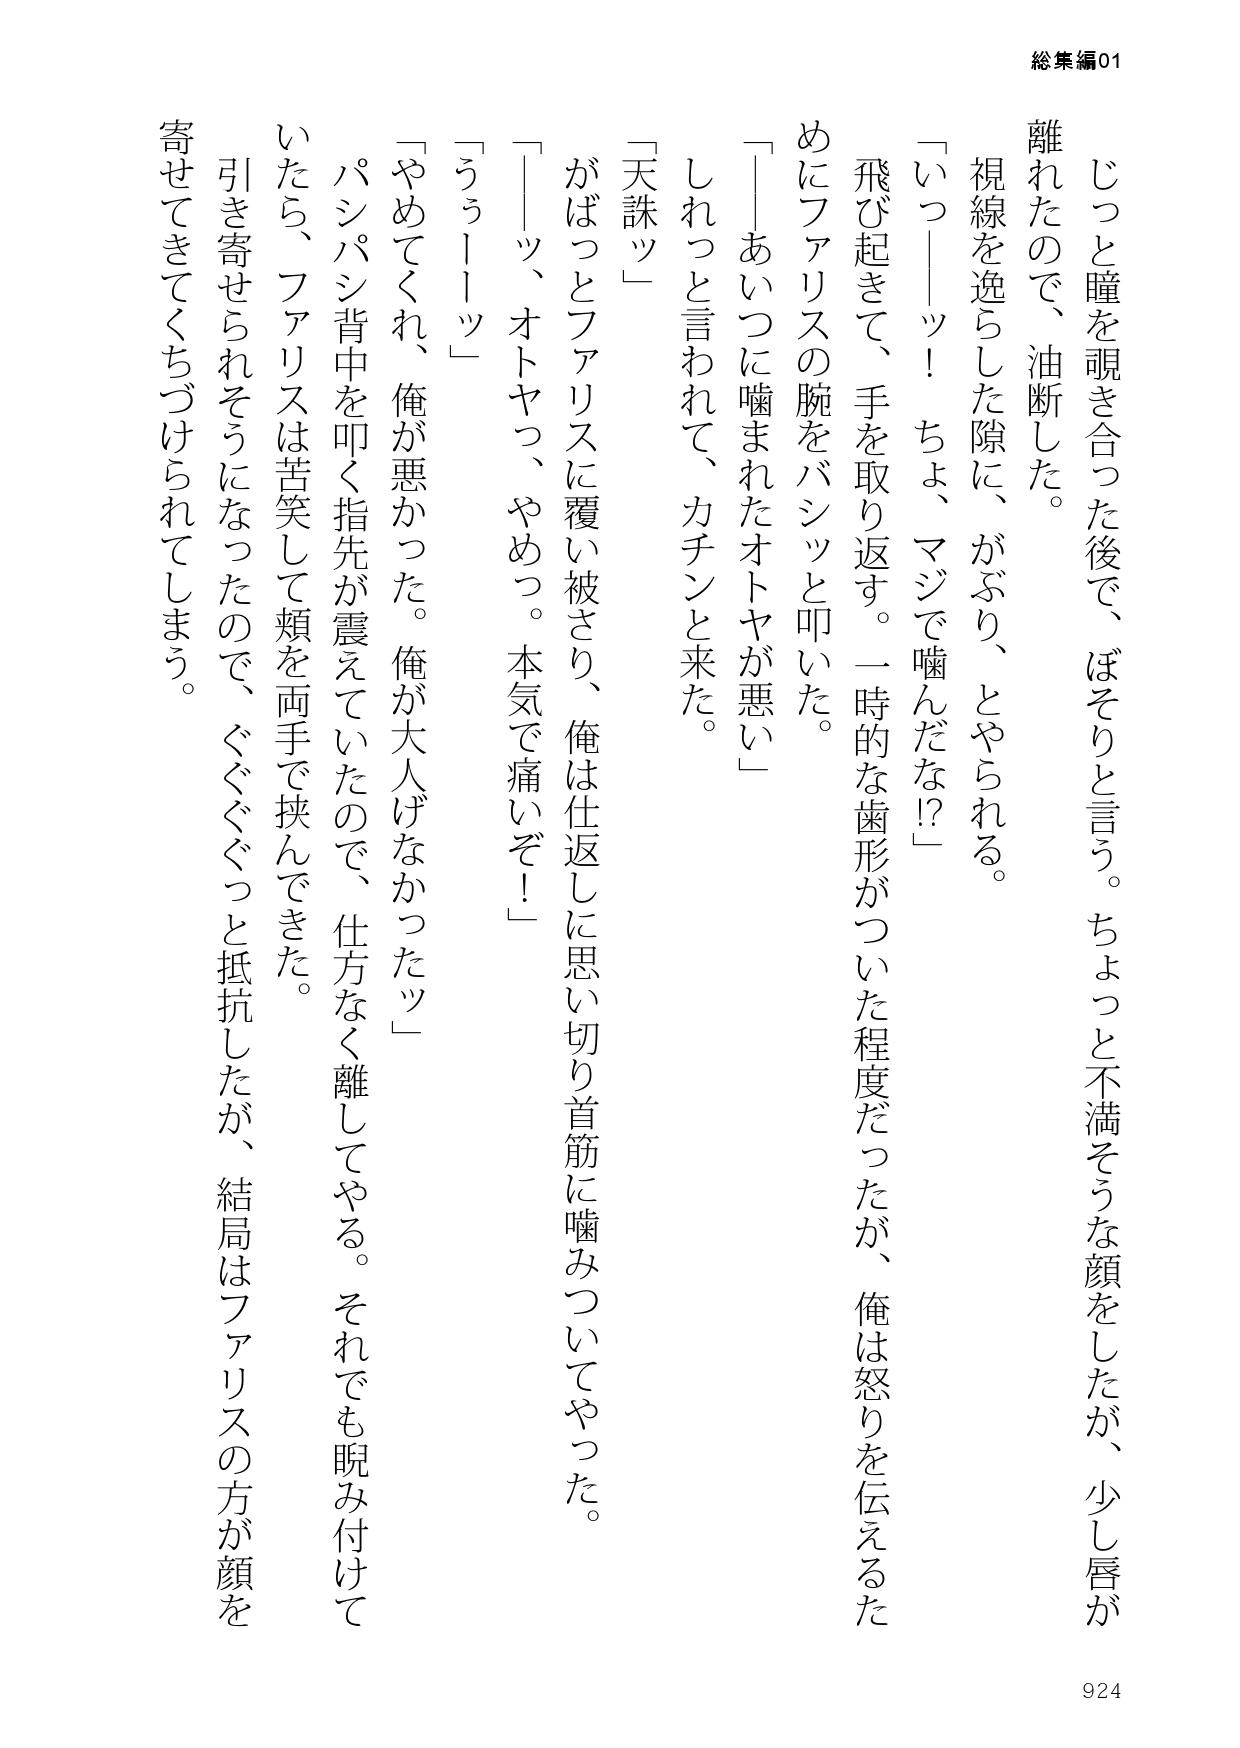 総集編01
　じっと瞳を覗き合った後で、ぼそりと言う。ちょっと不満そうな顔をしたが、少し唇が
離れたので、油断した。
　視線を逸らした隙に、がぶり、とやられる。
「いっ――ッ！　ちょ、マジで噛んだな!?」
　飛び起きて、手を取り返す。一時的な歯形がついた程度だったが、俺は怒りを伝えるた
めにファリスの腕をバシッと叩いた。
「――あいつに噛まれたオトヤが悪い」
　しれっと言われて、カチンと来た。
「天誅ッ」
　がばっとファリスに覆い被さり、俺は仕返しに思い切り首筋に噛みついてやった。
「――ッ、オトヤっ、やめっ。本気で痛いぞ！」
「うぅーーッ」
「やめてくれ、俺が悪かった。俺が大人げなかったッ」
　パシパシ背中を叩く指先が震えていたので、仕方なく離してやる。それでも睨み付けて
いたら、ファリスは苦笑して頬を両手で挟んできた。
　引き寄せられそうになったので、ぐぐぐぐっと抵抗したが、結局はファリスの方が顔を
寄せてきてくちづけられてしまう。
924